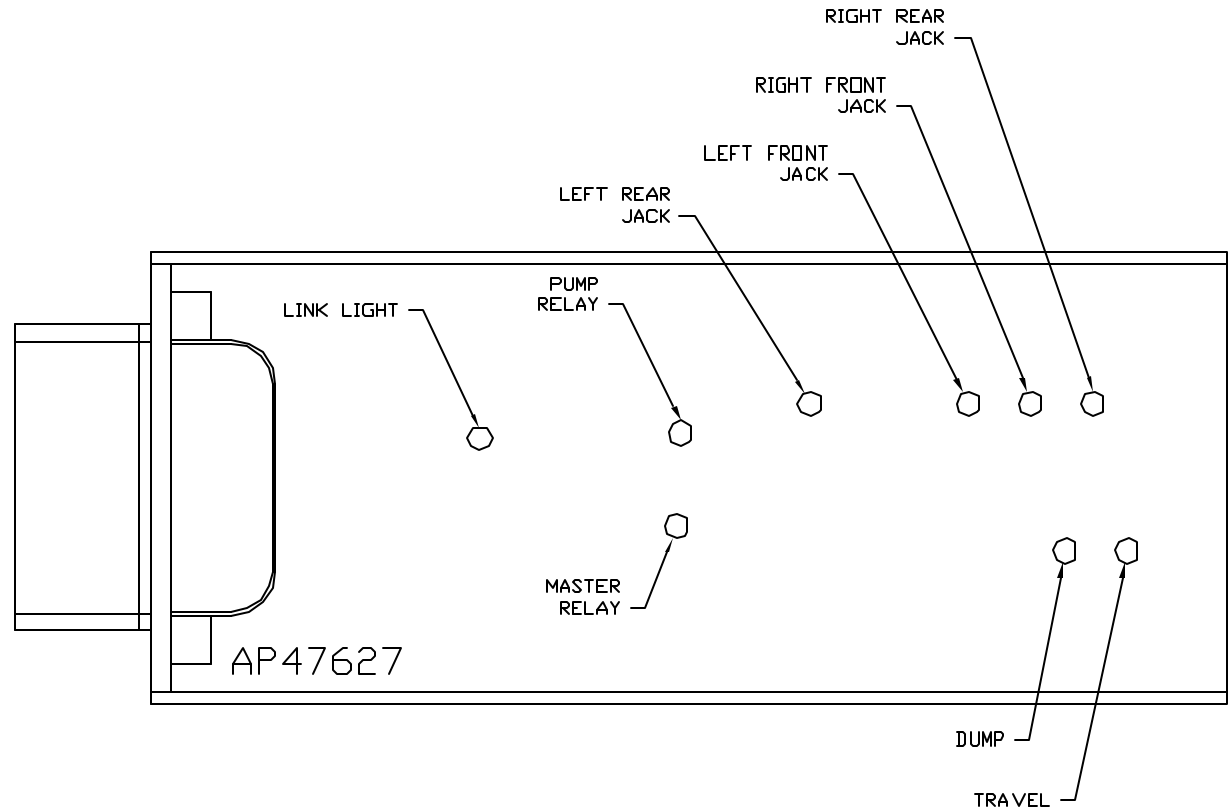 RIGHT REAR
JACK
RIGHT FRONT
JACK
LEFT FRONT
JACK
LEFT REAR
JACK
PUMP
RELAY
LINK LIGHT
MASTER
RELAY
AP47627
DUMP
TRAVEL